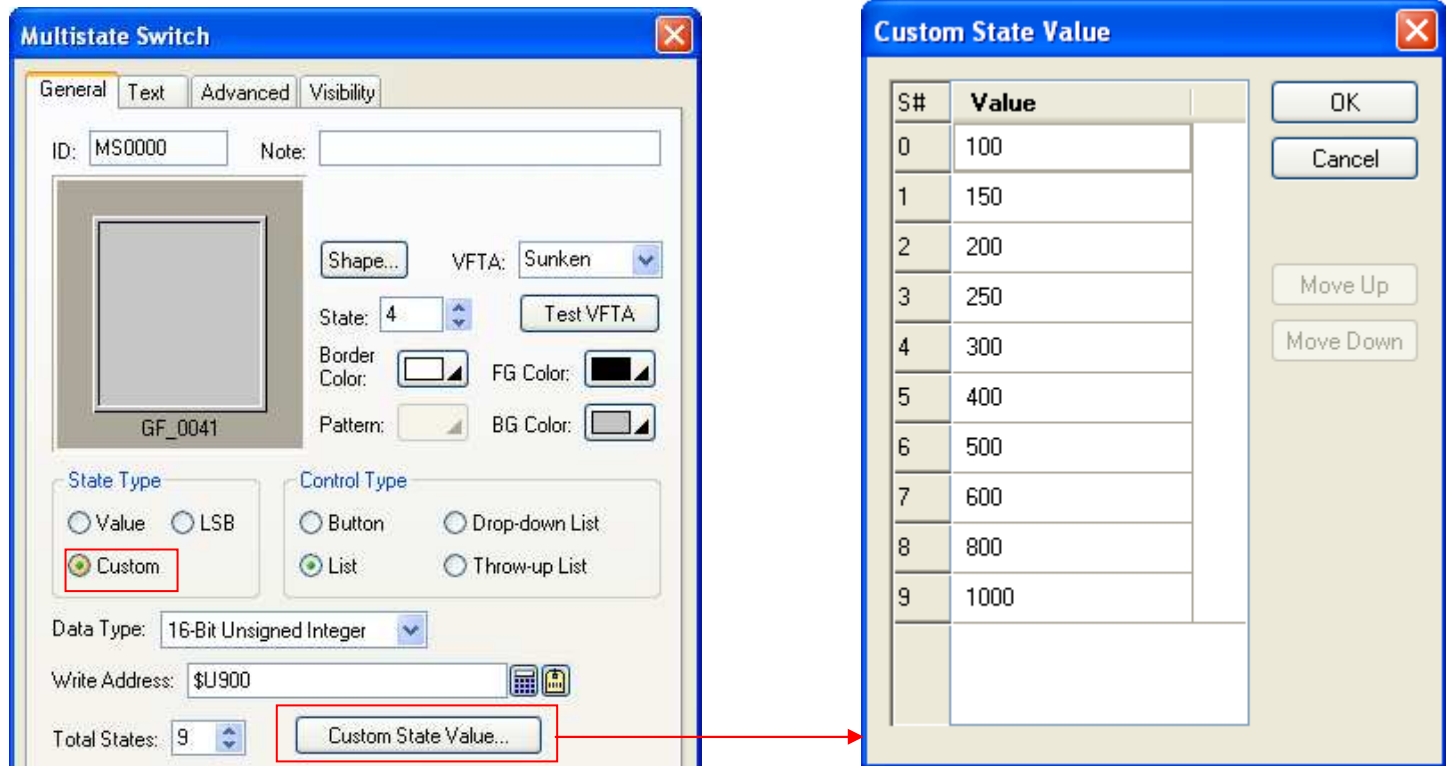 Multistate Switch
General Text Advanced Visibility
ID: MS0000 Note:
Shape... VFTA: Sunken
State: 4 Test VFTA
Border Color: FG Color:
Pattern: BG Color:
GF_0041
State Type
Value LSB
Custom
Control Type
Button Drop-down List
List Throw-up List
Data Type: 16-Bit Unsigned Integer
Write Address: $U900
Total States: 9 Custom State Value...
Custom State Value
S# Value
0 100
1 150
2 200
3 250
4 300
5 400
6 500
7 600
8 800
9 1000
OK
Cancel
Move Up
Move Down